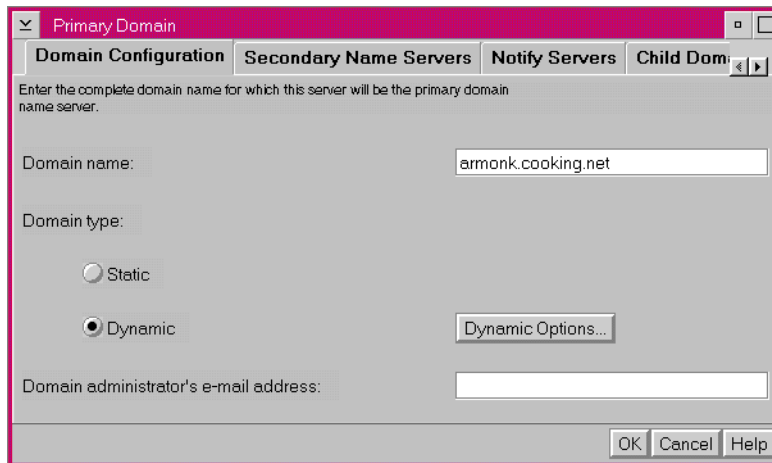 Primary Domain
Domain Configuration Secondary Name Servers Notify Servers Child
Enter the complete domain name for which this server will be the primary domain
name server.
Domain name: armonk.cooking.net
Domain type:
Static
Dynamic Dynamic Options...
Domain administrator's e-mail address:
OK Cancel Help